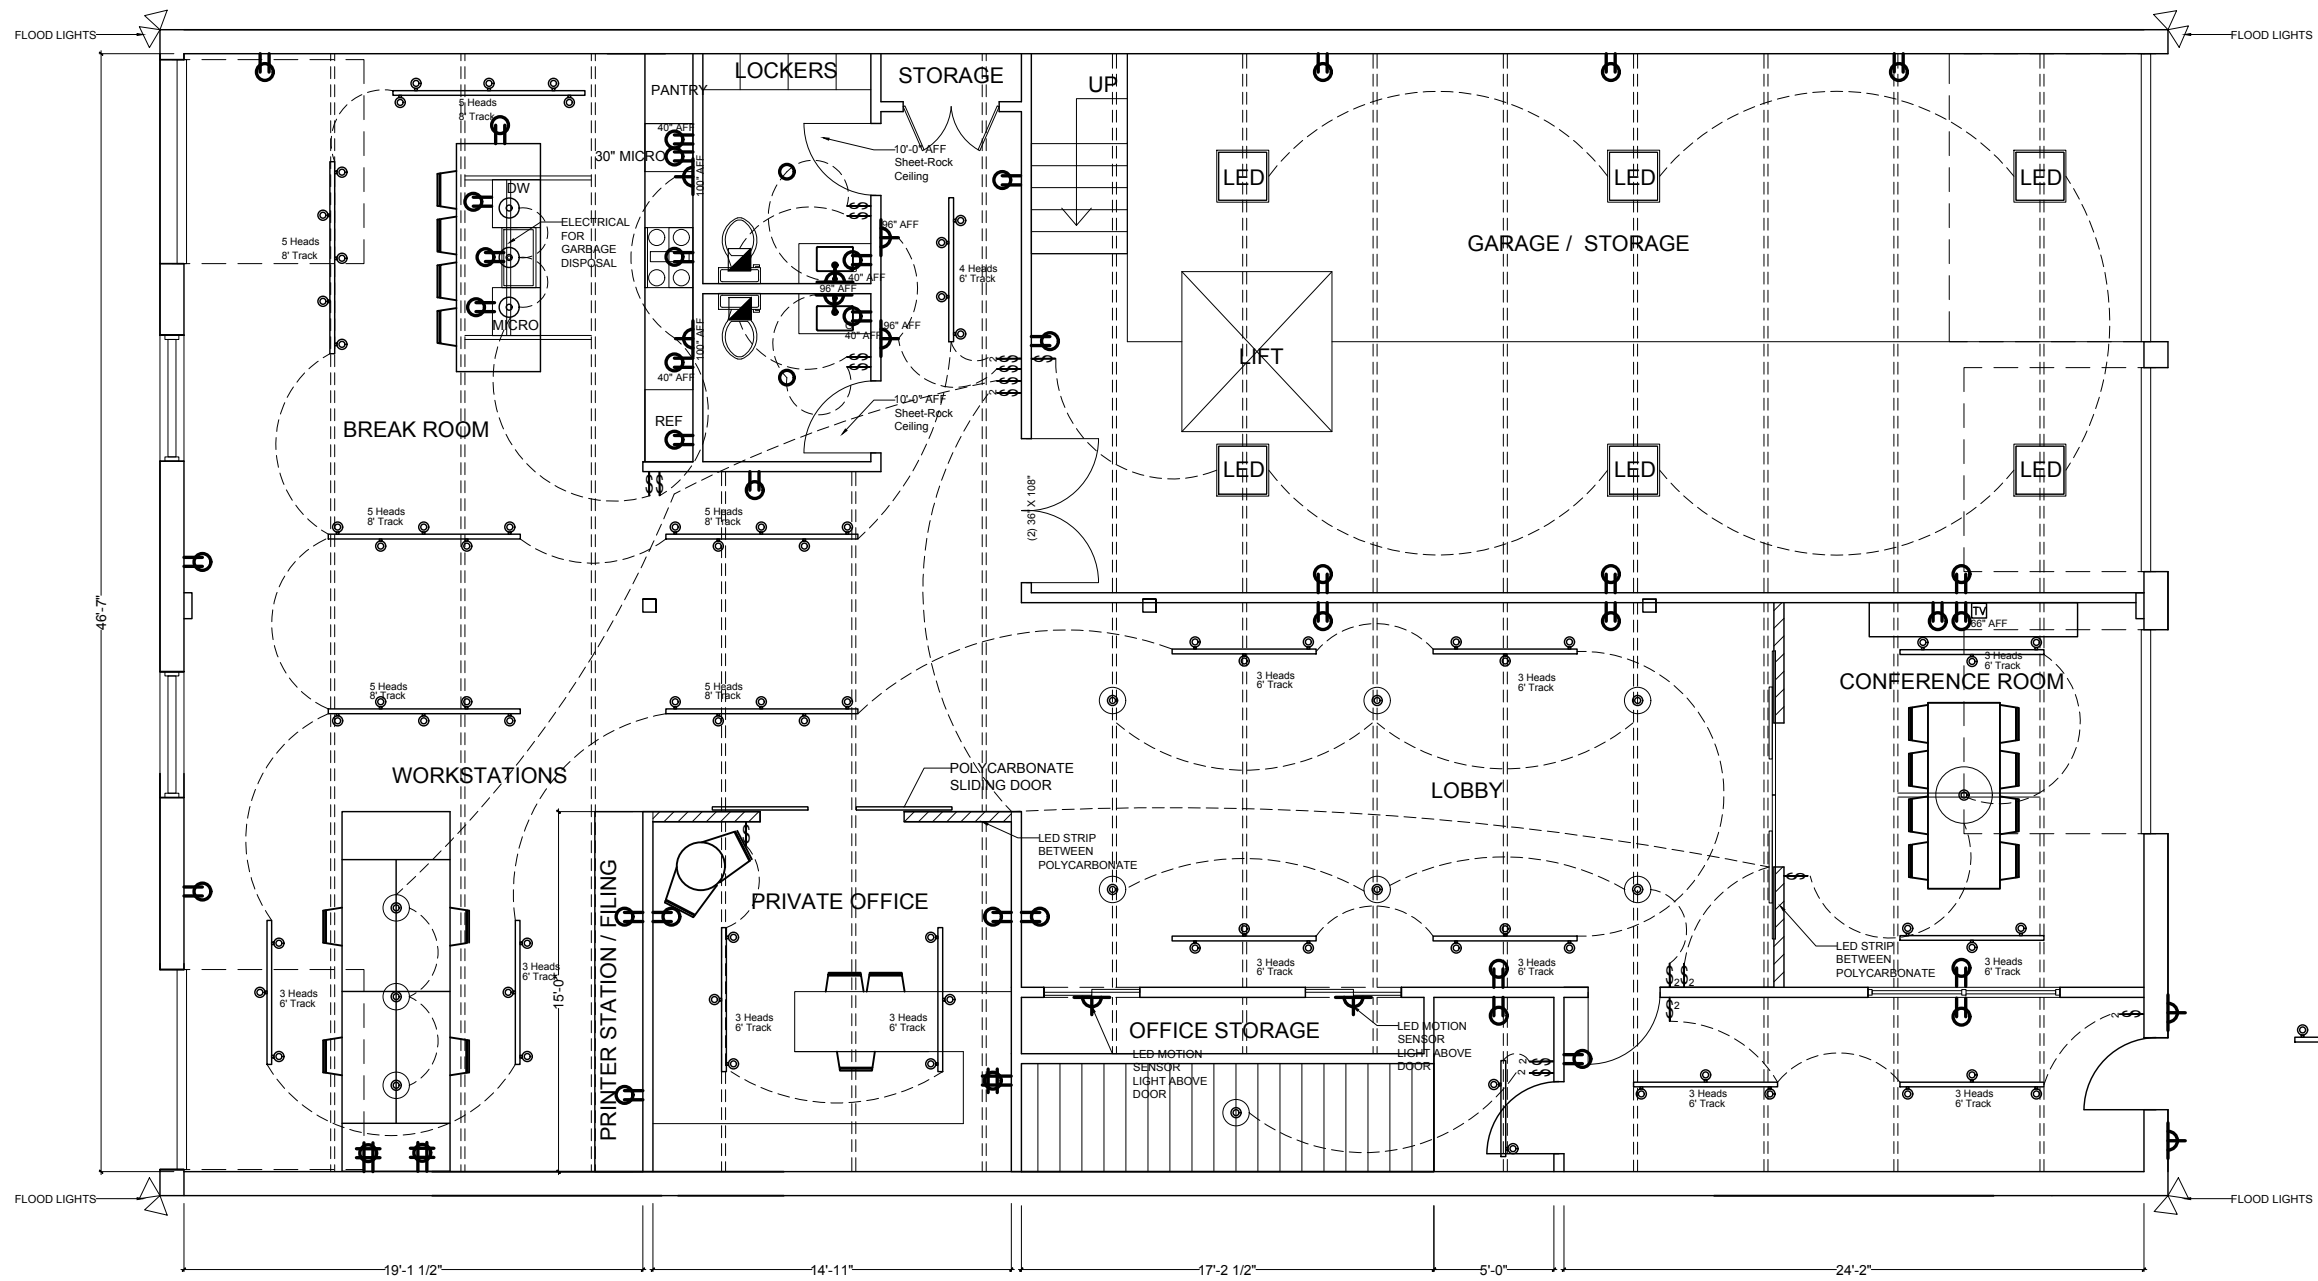 FLOOD LIGHTS
FLOOD LIGHTS
LOCKERS
STORAGE
UP
PANTRY
5 Heads
8' Track
40" AFF
30" MICRO
100" AFF
10'-0" AFF
Sheet-Rock
Ceiling
LED
LED
LED
DW
ELECTRICAL
FOR
GARBAGE
DISPOSAL
5 Heads
8' Track
96" AFF
GARAGE / STORAGE
4 Heads
6' Track
40" AFF
96" AFF
MICRO
96" AFF
40" AFF
100" AFF
LIFT
2
S
S
S
S
2
S
40" AFF
10'-0" AFF
Sheet-Rock
Ceiling
REF
BREAK ROOM
LED
LED
LED
(2) 36" X 108"
5 Heads
8' Track
5 Heads
8' Track
46'-7"
TV
66" AFF
3 Heads
6' Track
3 Heads
6' Track
3 Heads
6' Track
CONFERENCE ROOM
5 Heads
8' Track
5 Heads
8' Track
WORKSTATIONS
POLYCARBONATE
SLIDING DOOR
LOBBY
LED STRIP
BETWEEN
POLYCARBONATE
PRIVATE OFFICE
PRINTER STATION / FILING
15'-0"
LED STRIP
BETWEEN
POLYCARBONATE
3 Heads
6' Track
3 Heads
6' Track
3 Heads
6' Track
3 Heads
6' Track
3 Heads
6' Track
3 Heads
6' Track
3 Heads
6' Track
OFFICE STORAGE
LED MOTION
SENSOR
LIGHT ABOVE
DOOR
LED MOTION
SENSOR
LIGHT ABOVE
DOOR
3 Heads
6' Track
3 Heads
6' Track
FLOOD LIGHTS
FLOOD LIGHTS
19'-1 1/2"
14'-11"
17'-2 1/2"
5'-0"
24'-2"